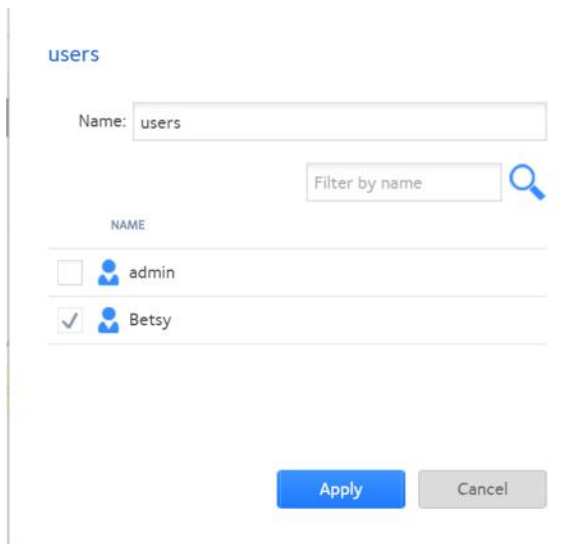 users
Name: users
Filter by name
NAME
admin
Betsy
Apply Cancel